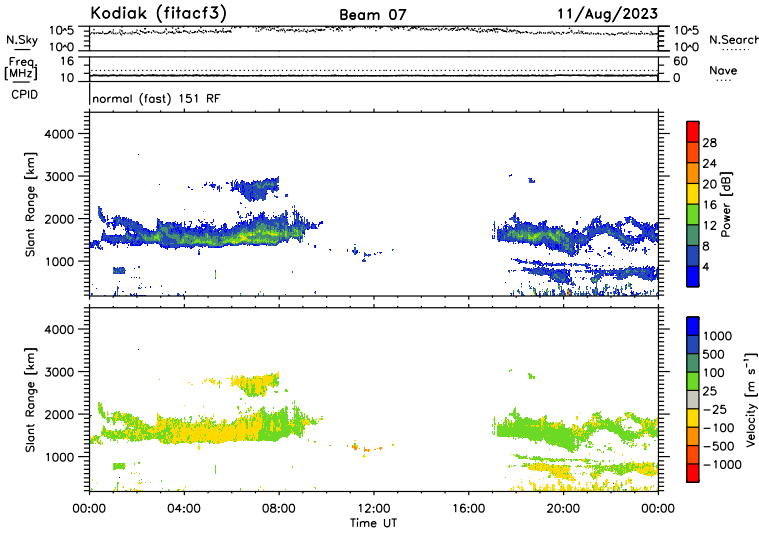 Kodiak (fitacf3) Beam 07 11/Aug/2023
N.Sky 10^5 10^0 10^5 10^0 N.Search
Freq. [MHz] 16 10 60 0 Nave
CPID normal (fast) 151 RF
Slant Range [km] 4000 3000 2000 1000
Power [dB] 28 24 20 16 12 8 4
Slant Range [km] 4000 3000 2000 1000
Velocity [m s⁻¹] 1000 500 100 25 −25 −100 −500 −1000
00:00 04:00 08:00 12:00 16:00 20:00 00:00
Time UT